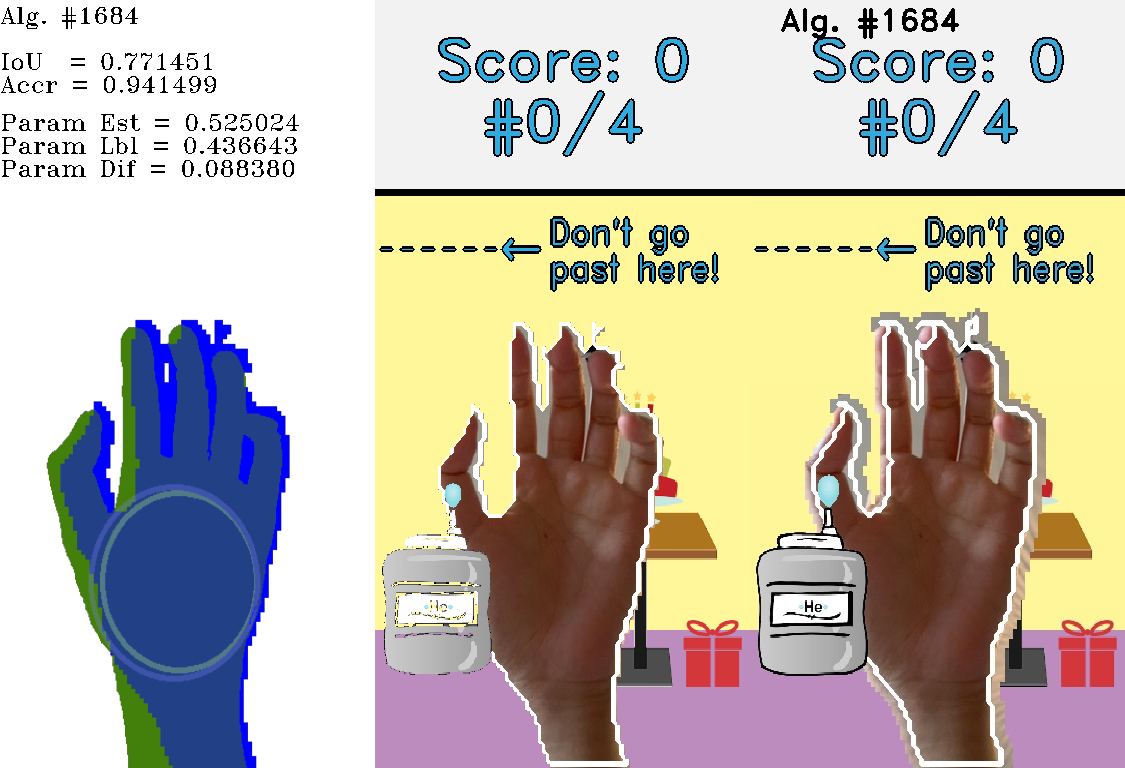 Alg. #1684
IoU = 0.771451
Accr = 0.941499
Param Est = 0.525024
Param Lbl = 0.436643
Param Dif = 0.088380
Score: 0
#0/4
Don't go
past here!
He
Alg. #1684
Score: 0
#0/4
Don't go
past here!
He